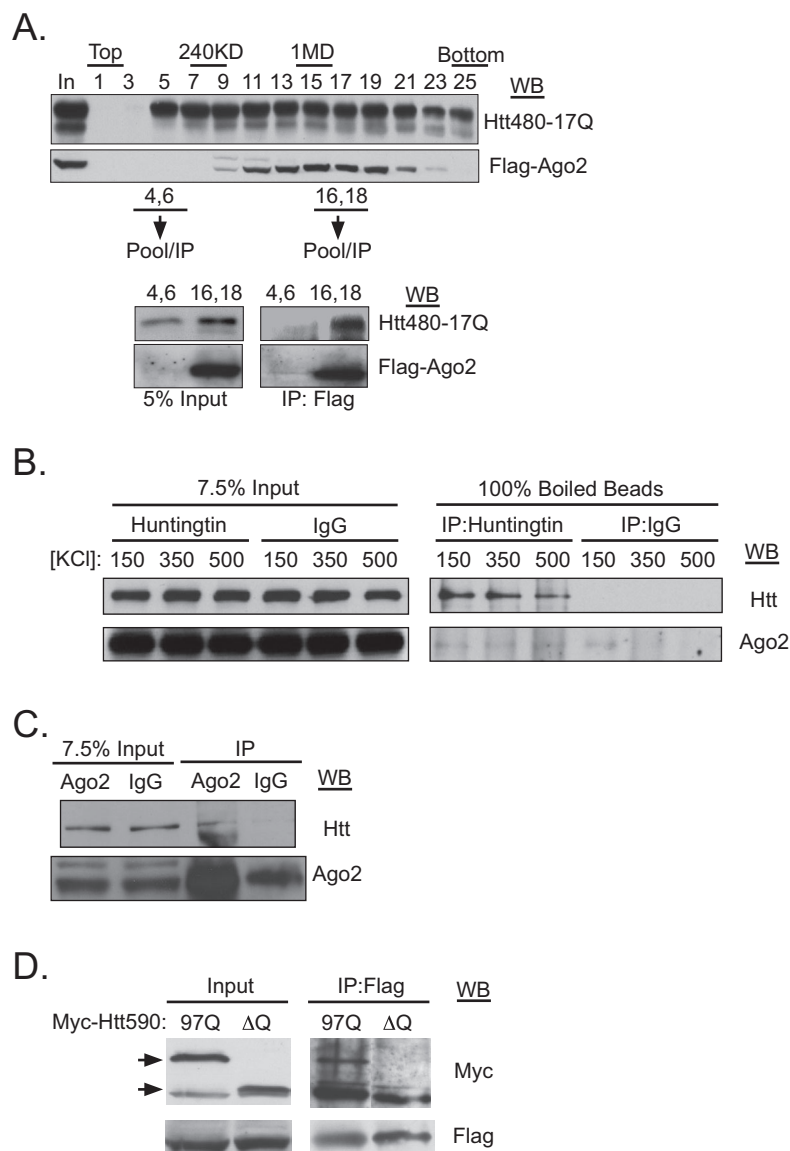 A.
Top 240KD 1MD Bottom
In 1 3 5 7 9 11 13 15 17 19 21 23 25 WB
Htt480-17Q
Flag-Ago2
4,6 16,18
Pool/IP Pool/IP
4,6 16,18 4,6 16,18 WB
Htt480-17Q
Flag-Ago2
5% Input IP: Flag
B.
7.5% Input 100% Boiled Beads
Huntingtin IgG IP:Huntingtin IP:IgG
[KCl]: 150 350 500 150 350 500 150 350 500 150 350 500 WB
Htt
Ago2
C.
7.5% Input IP
Ago2 IgG Ago2 IgG WB
Htt
Ago2
D.
Input IP:Flag WB
Myc-Htt590: 97Q ΔQ 97Q ΔQ
Myc
Flag